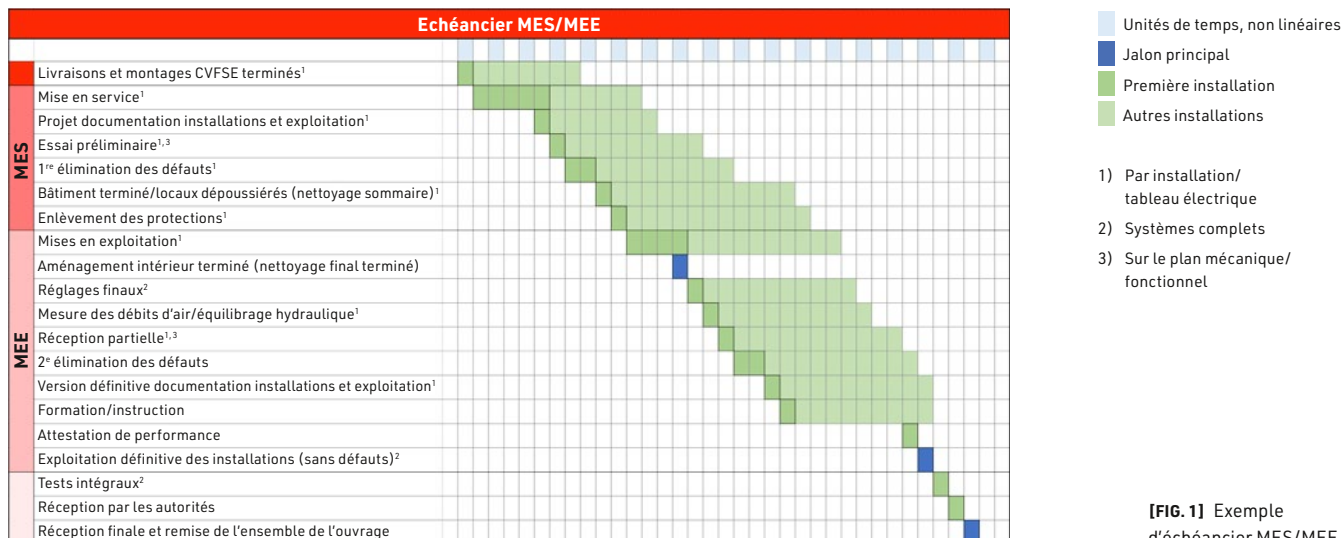 Echéancier MES/MEE
Livraisons et montages CVFSE terminés¹
MES
Mise en service¹
Projet documentation installations et exploitation¹
Essai préliminaire¹,³
1ʳᵉ élimination des défauts¹
Bâtiment terminé/locaux dépoussiérés (nettoyage sommaire)¹
Enlèvement des protections¹
MEE
Mises en exploitation¹
Aménagement intérieur terminé (nettoyage final terminé)
Réglages finaux²
Mesure des débits d'air/équilibrage hydraulique¹
Réception partielle¹,³
2ᵉ élimination des défauts
Version définitive documentation installations et exploitation¹
Formation/instruction
Attestation de performance
Exploitation définitive des installations (sans défauts)²
Tests intégraux²
Réception par les autorités
Réception finale et remise de l'ensemble de l'ouvrage
Unités de temps, non linéaires
Jalon principal
Première installation
Autres installations
1) Par installation/
tableau électrique
2) Systèmes complets
3) Sur le plan mécanique/
fonctionnel
[FIG. 1] Exemple
d'échéancier MES/MEE